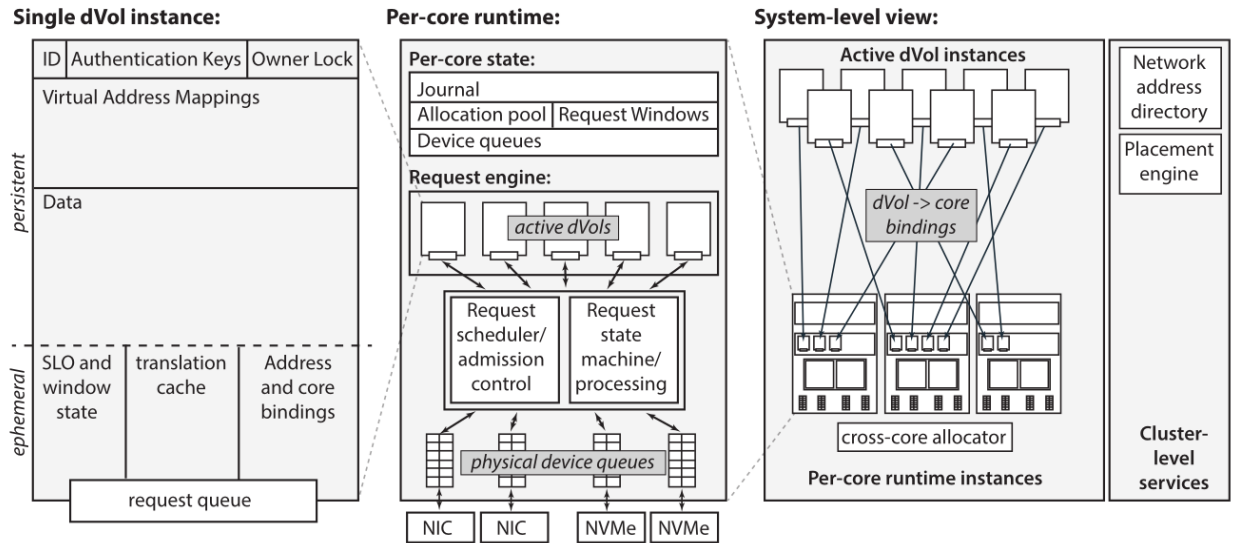 Single dVol instance:
ID
Authentication Keys
Owner Lock
Virtual Address Mappings
Data
persistent
ephemeral
SLO and
window
state
translation
cache
Address
and core
bindings
request queue
Per-core runtime:
Per-core state:
Journal
Allocation pool
Request Windows
Device queues
Request engine:
active dVols
Request
scheduler/
admission
control
Request
state
machine/
processing
physical device queues
NIC
NIC
NVMe
NVMe
System-level view:
Active dVol instances
dVol -> core
bindings
cross-core allocator
Per-core runtime instances
Network
address
directory
Placement
engine
Cluster-
level
services